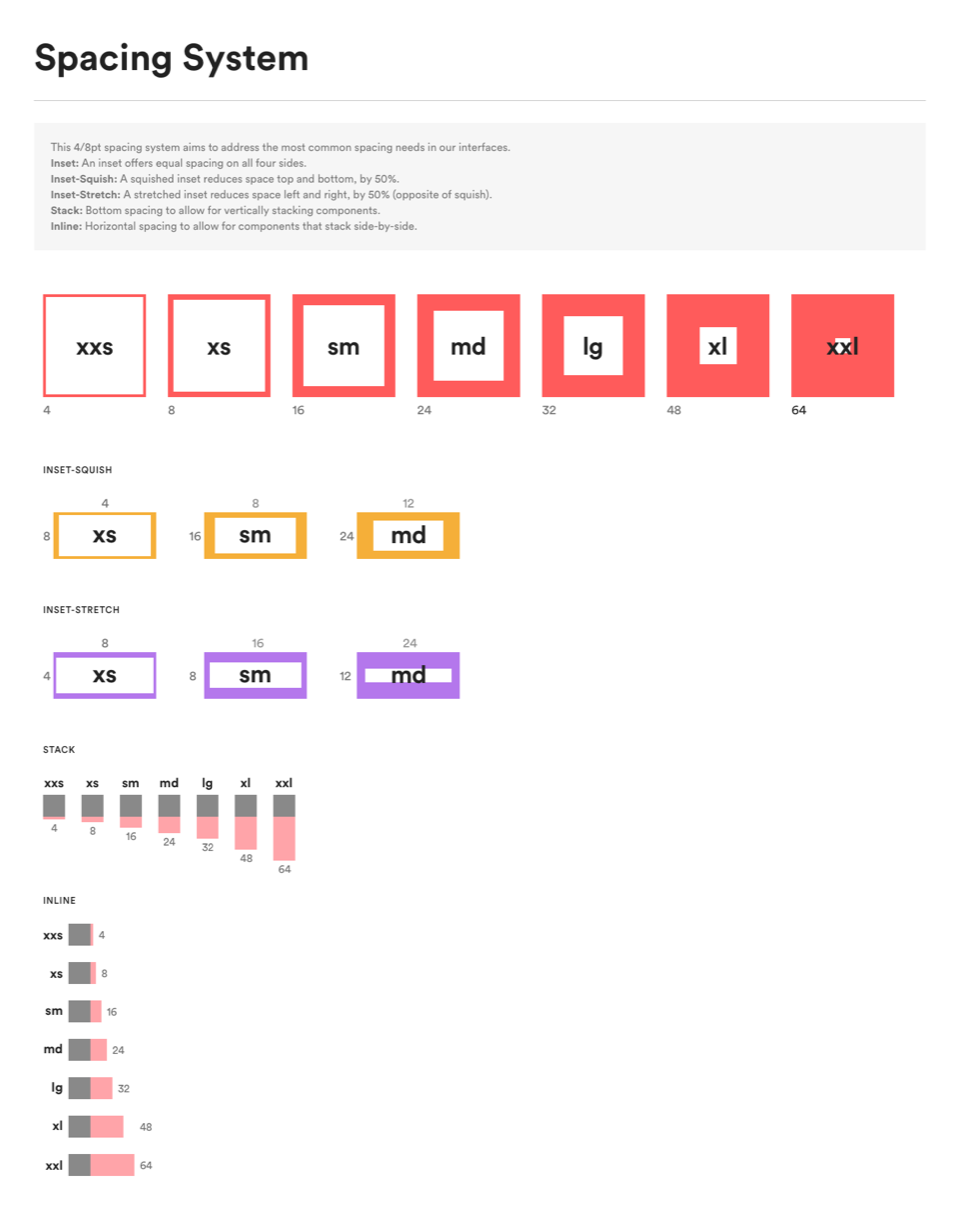 Spacing System
This 4/8pt spacing system aims to address the most common spacing needs in our interfaces.
Inset: An inset offers equal spacing on all four sides.
Inset-Squish: A squished inset reduces space top and bottom, by 50%.
Inset-Stretch: A stretched inset reduces space left and right, by 50% (opposite of squish).
Stack: Bottom spacing to allow for vertically stacking components.
Inline: Horizontal spacing to allow for components that stack side-by-side.
xxs xs sm md lg xl xxl
4 8 16 24 32 48 64
INSET-SQUISH
4 8 12
8 xs 16 sm 24 md
INSET-STRETCH
8 16 24
4 xs 8 sm 12 md
STACK
xxs xs sm md lg xl xxl
4 8 16 24 32 48 64
INLINE
xxs 4
xs 8
sm 16
md 24
lg 32
xl 48
xxl 64